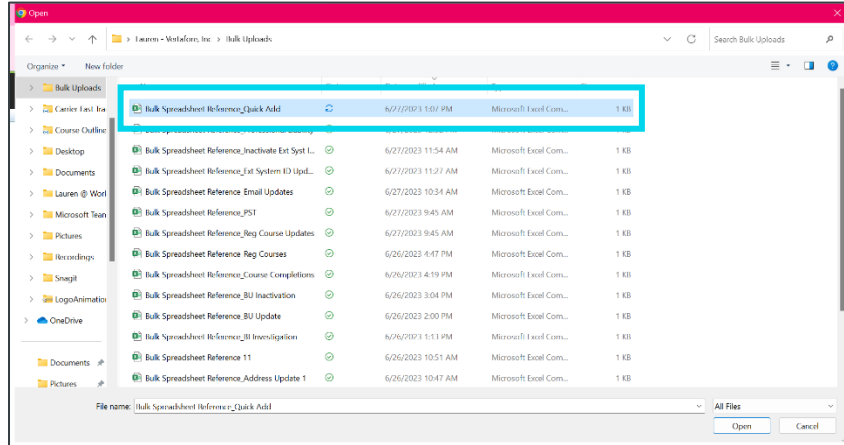 Open
Lauren - Vertafore, Inc > Bulk Uploads
Search Bulk Uploads
Organize
New folder
Bulk Uploads
Bulk Spreadsheet Reference_Quick Add 6/27/2023 1:07 PM Microsoft Excel Com... 1 KB
Carrier Fast Tra
Course Outline
Bulk Spreadsheet Reference_Inactivate Ext Syst I... 6/27/2023 11:54 AM Microsoft Excel Com... 1 KB
Desktop
Bulk Spreadsheet Reference_Ext System ID Upd... 6/27/2023 11:27 AM Microsoft Excel Com... 1 KB
Documents
Bulk Spreadsheet Reference Email Updates 6/27/2023 10:34 AM Microsoft Excel Com... 1 KB
Lauren @ Worl
Bulk Spreadsheet Reference_PST 6/27/2023 9:45 AM Microsoft Excel Com... 1 KB
Microsoft Tean
Bulk Spreadsheet Reference_Reg Course Updates 6/27/2023 9:45 AM Microsoft Excel Com... 1 KB
Pictures
Bulk Spreadsheet Reference Reg Courses 6/26/2023 4:47 PM Microsoft Excel Com... 1 KB
Recordings
Bulk Spreadsheet Reference_Course Completions 6/26/2023 4:19 PM Microsoft Excel Com... 1 KB
Snagit
Bulk Spreadsheet Reference_BU Inactivation 6/26/2023 3:04 PM Microsoft Excel Com... 1 KB
LogoAnimation
Bulk Spreadsheet Reference_BU Update 6/26/2023 2:00 PM Microsoft Excel Com... 1 KB
OneDrive
Bulk Spreadsheet Reference_BI Investigation 6/26/2023 1:13 PM Microsoft Excel Com... 1 KB
Bulk Spreadsheet Reference 11 6/26/2023 10:51 AM Microsoft Excel Com... 1 KB
Documents
Bulk Spreadsheet Reference_Address Update 1 6/26/2023 10:47 AM Microsoft Excel Com... 1 KB
Pictures
File name: Bulk Spreadsheet Reference_Quick Add
All Files
Open
Cancel